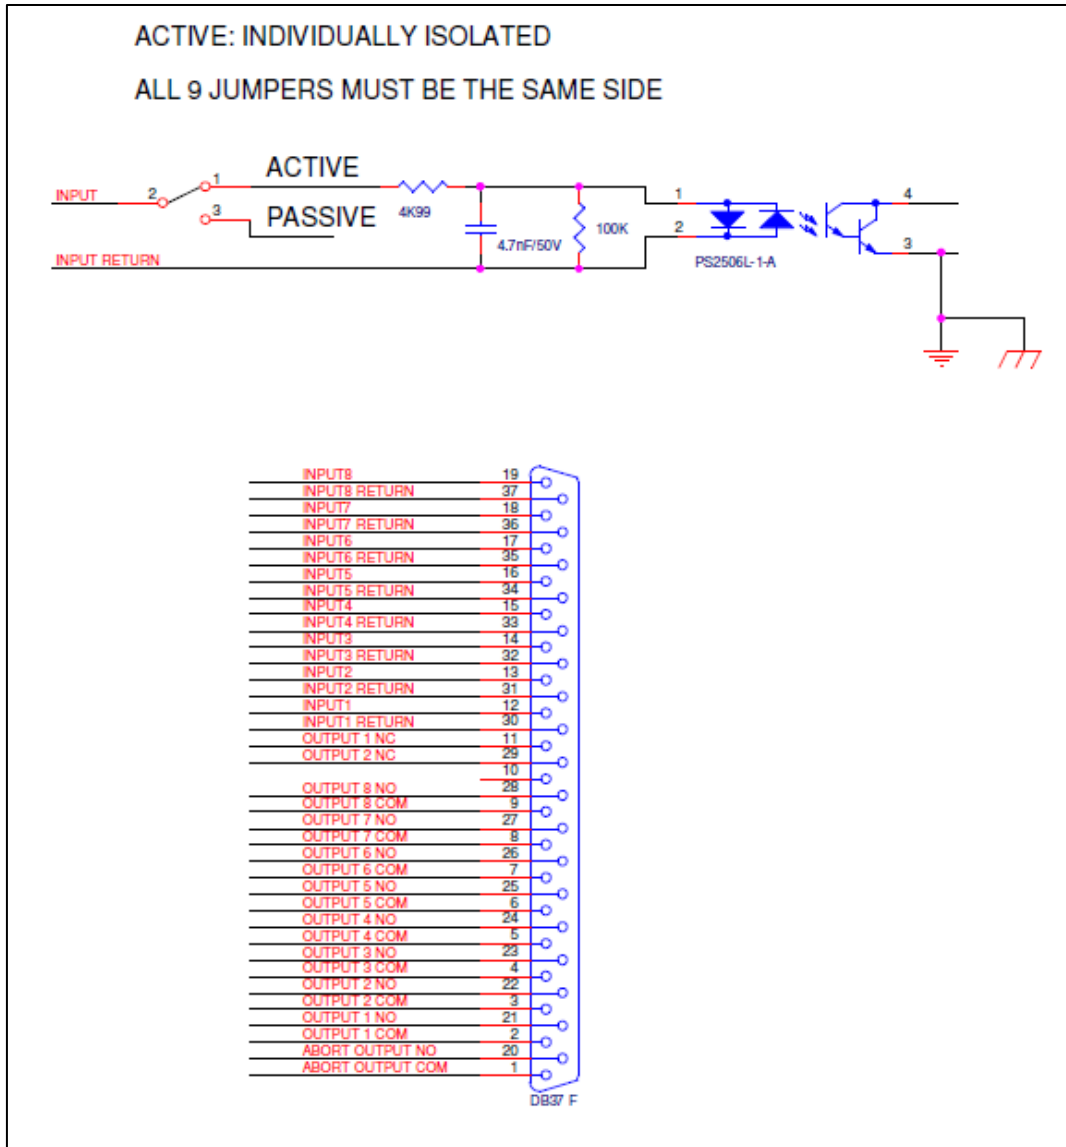 ACTIVE: INDIVIDUALLY ISOLATED
ALL 9 JUMPERS MUST BE THE SAME SIDE
INPUT
2
1
ACTIVE
3
PASSIVE
4K99
4.7nF/50V
100K
1
2
PS2506L-1-A
4
3
INPUT RETURN
INPUT8 19
INPUT8 RETURN 37
INPUT7 18
INPUT7 RETURN 36
INPUT6 17
INPUT6 RETURN 35
INPUT5 16
INPUT5 RETURN 34
INPUT4 15
INPUT4 RETURN 33
INPUT3 14
INPUT3 RETURN 32
INPUT2 13
INPUT2 RETURN 31
INPUT1 12
INPUT1 RETURN 30
OUTPUT 1 NC 11
OUTPUT 2 NC 29
10
OUTPUT 8 NO 28
OUTPUT 8 COM 9
OUTPUT 7 NO 27
OUTPUT 7 COM 8
OUTPUT 6 NO 26
OUTPUT 6 COM 7
OUTPUT 5 NO 25
OUTPUT 5 COM 6
OUTPUT 4 NO 24
OUTPUT 4 COM 5
OUTPUT 3 NO 23
OUTPUT 3 COM 4
OUTPUT 2 NO 22
OUTPUT 2 COM 3
OUTPUT 1 NO 21
OUTPUT 1 COM 2
ABORT OUTPUT NO 20
ABORT OUTPUT COM 1
DB37 F